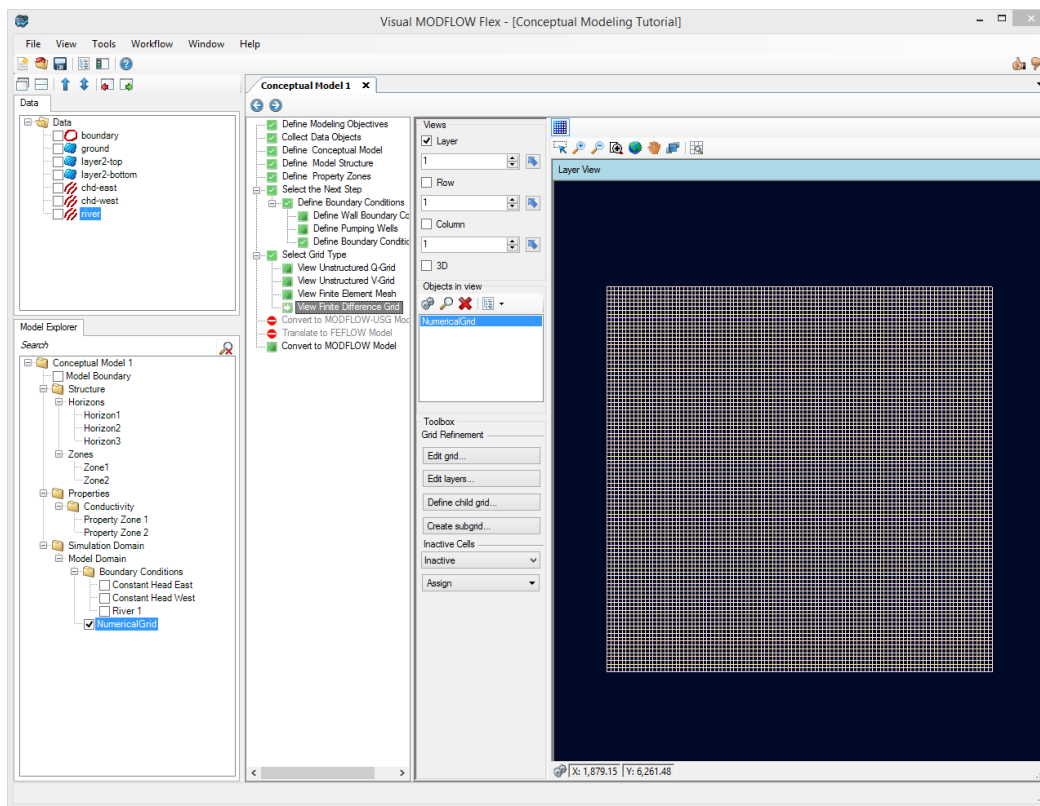 Visual MODFLOW Flex - [Conceptual Modeling Tutorial]
File View Tools Workflow Window Help
Data
Data
boundary
ground
layer2-top
layer2-bottom
chd-east
chd-west
river
Model Explorer
Search
Conceptual Model 1
Model Boundary
Structure
Horizons
Horizon1
Horizon2
Horizon3
Zones
Zone1
Zone2
Properties
Conductivity
Property Zone 1
Property Zone 2
Simulation Domain
Model Domain
Boundary Conditions
Constant Head East
Constant Head West
River 1
NumericalGrid
Conceptual Model 1 X
Define Modeling Objectives
Collect Data Objects
Define Conceptual Model
Define Model Structure
Define Property Zones
Select the Next Step
Define Boundary Conditions
Define Wall Boundary Co
Define Pumping Wells
Define Boundary Conditic
Select Grid Type
View Unstructured Q-Grid
View Unstructured V-Grid
View Finite Element Mesh
View Finite Difference Grid
Convert to MODFLOW-USG Moc
Translate to FEFLOW Model
Convert to MODFLOW Model
Views
Layer
1
Row
1
Column
1
3D
Objects in view
NumericalGrid
Toolbox
Grid Refinement
Edit grid...
Edit layers...
Define child grid...
Create subgrid...
Inactive Cells
Inactive
Assign
Layer View
X: 1,879.15 Y: 6,261.48